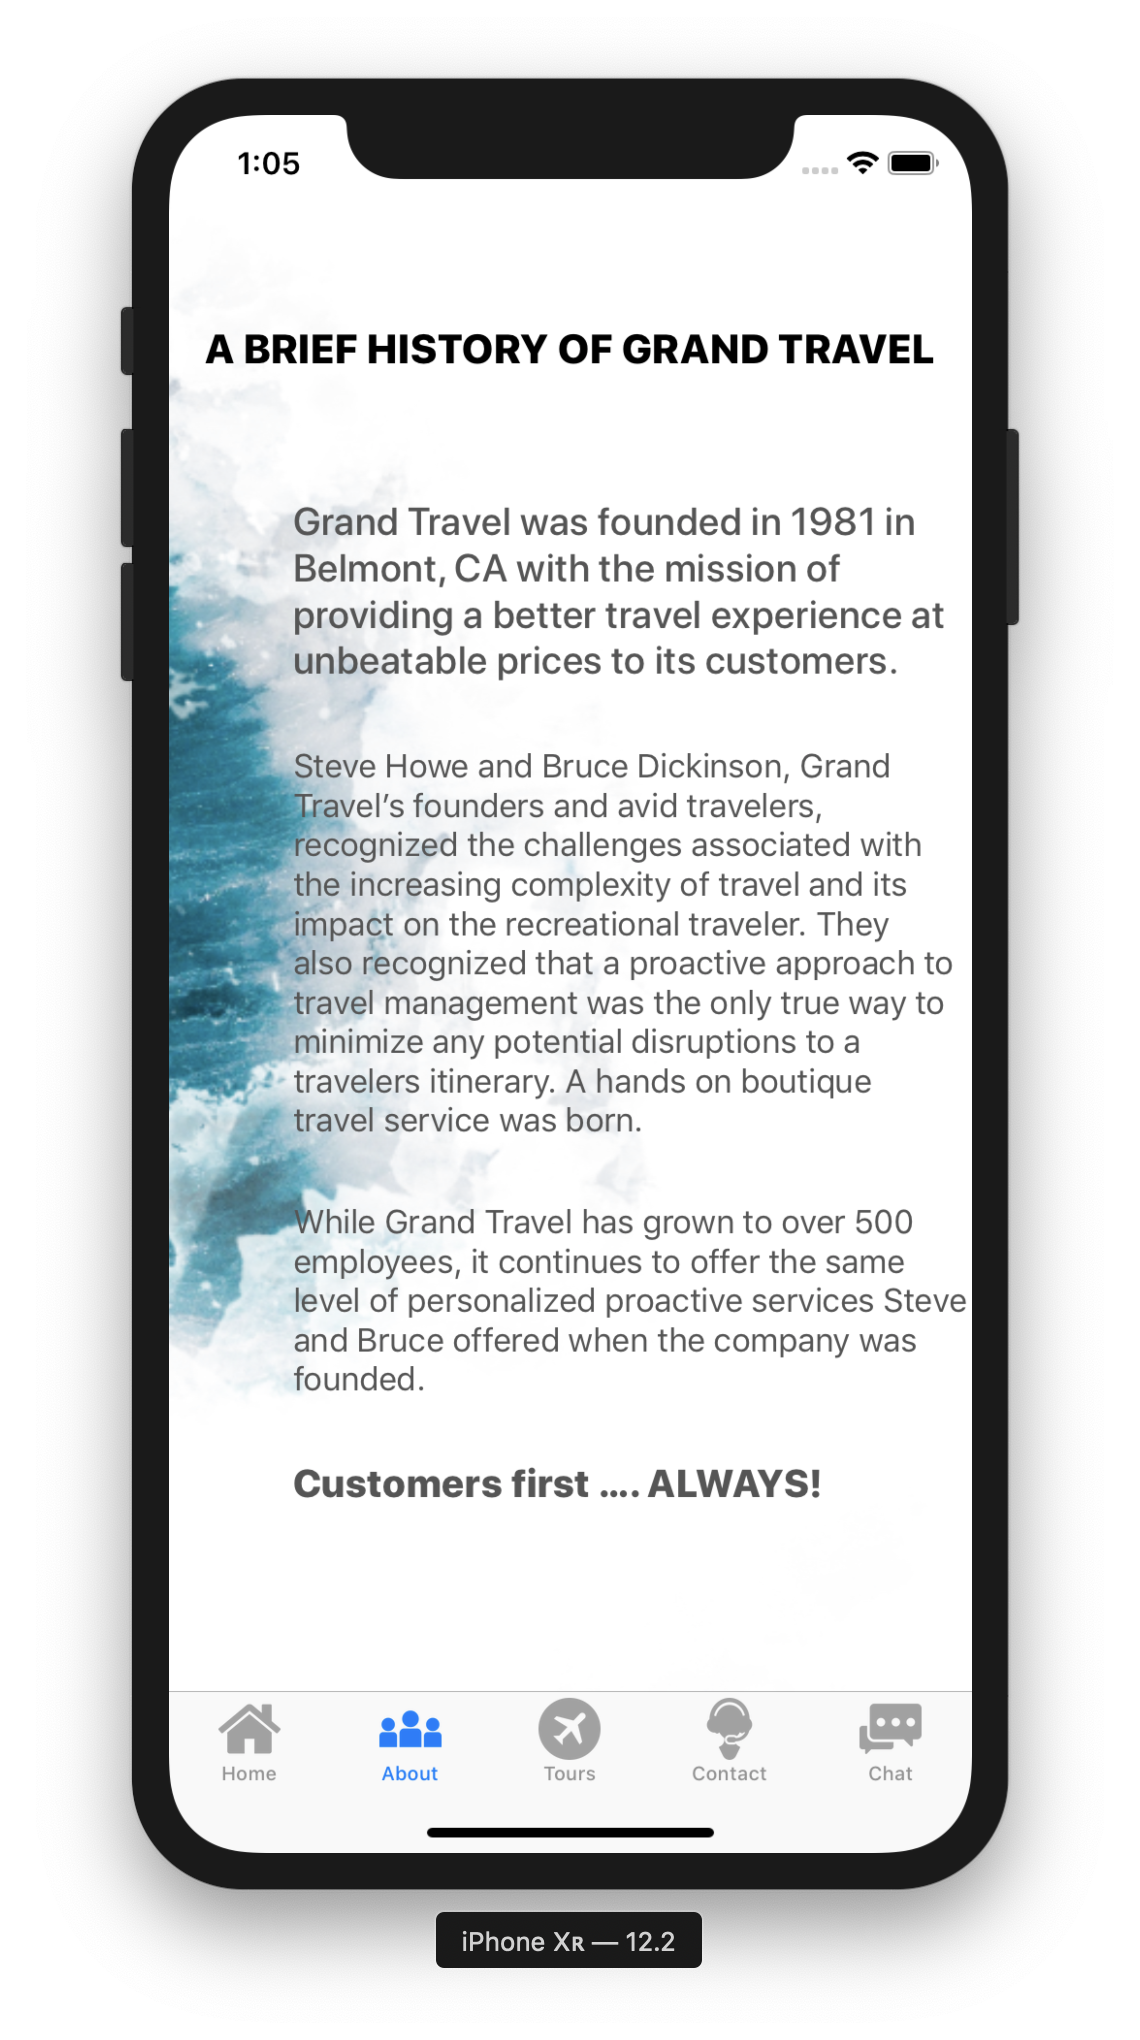 1:05
A BRIEF HISTORY OF GRAND TRAVEL
Grand Travel was founded in 1981 in
Belmont, CA with the mission of
providing a better travel experience at
unbeatable prices to its customers.
Steve Howe and Bruce Dickinson, Grand
Travel’s founders and avid travelers,
recognized the challenges associated with
the increasing complexity of travel and its
impact on the recreational traveler. They
also recognized that a proactive approach to
travel management was the only true way to
minimize any potential disruptions to a
travelers itinerary. A hands on boutique
travel service was born.
While Grand Travel has grown to over 500
employees, it continues to offer the same
level of personalized proactive services Steve
and Bruce offered when the company was
founded.
Customers first .... ALWAYS!
Home About Tours Contact Chat
iPhone Xʀ — 12.2